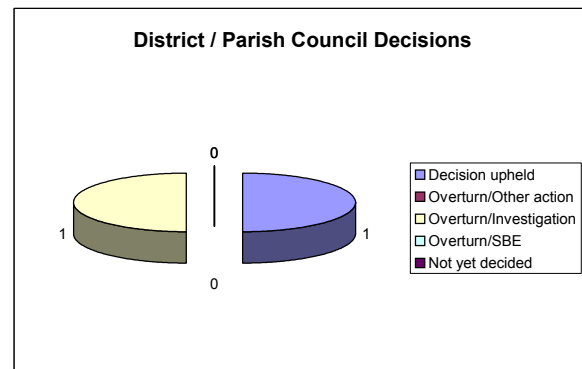 District / Parish Council Decisions
0
1
1
0
Decision upheld
Overturn/Other action
Overturn/Investigation
Overturn/SBE
Not yet decided